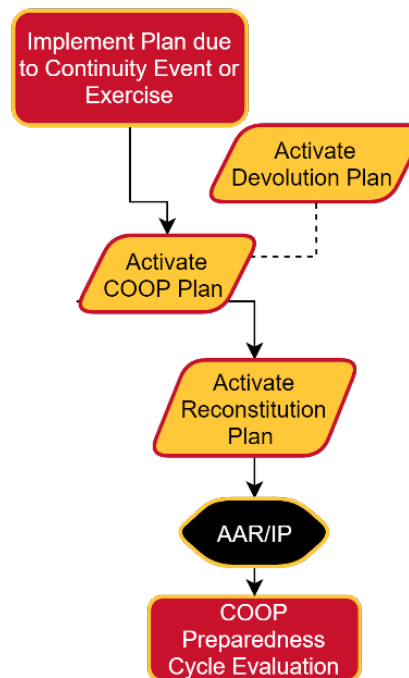 Implement Plan due
to Continuity Event or
Exercise
Activate
Devolution Plan
Activate
COOP Plan
Activate
Reconstitution
Plan
AAR/IP
COOP
Preparedness
Cycle Evaluation